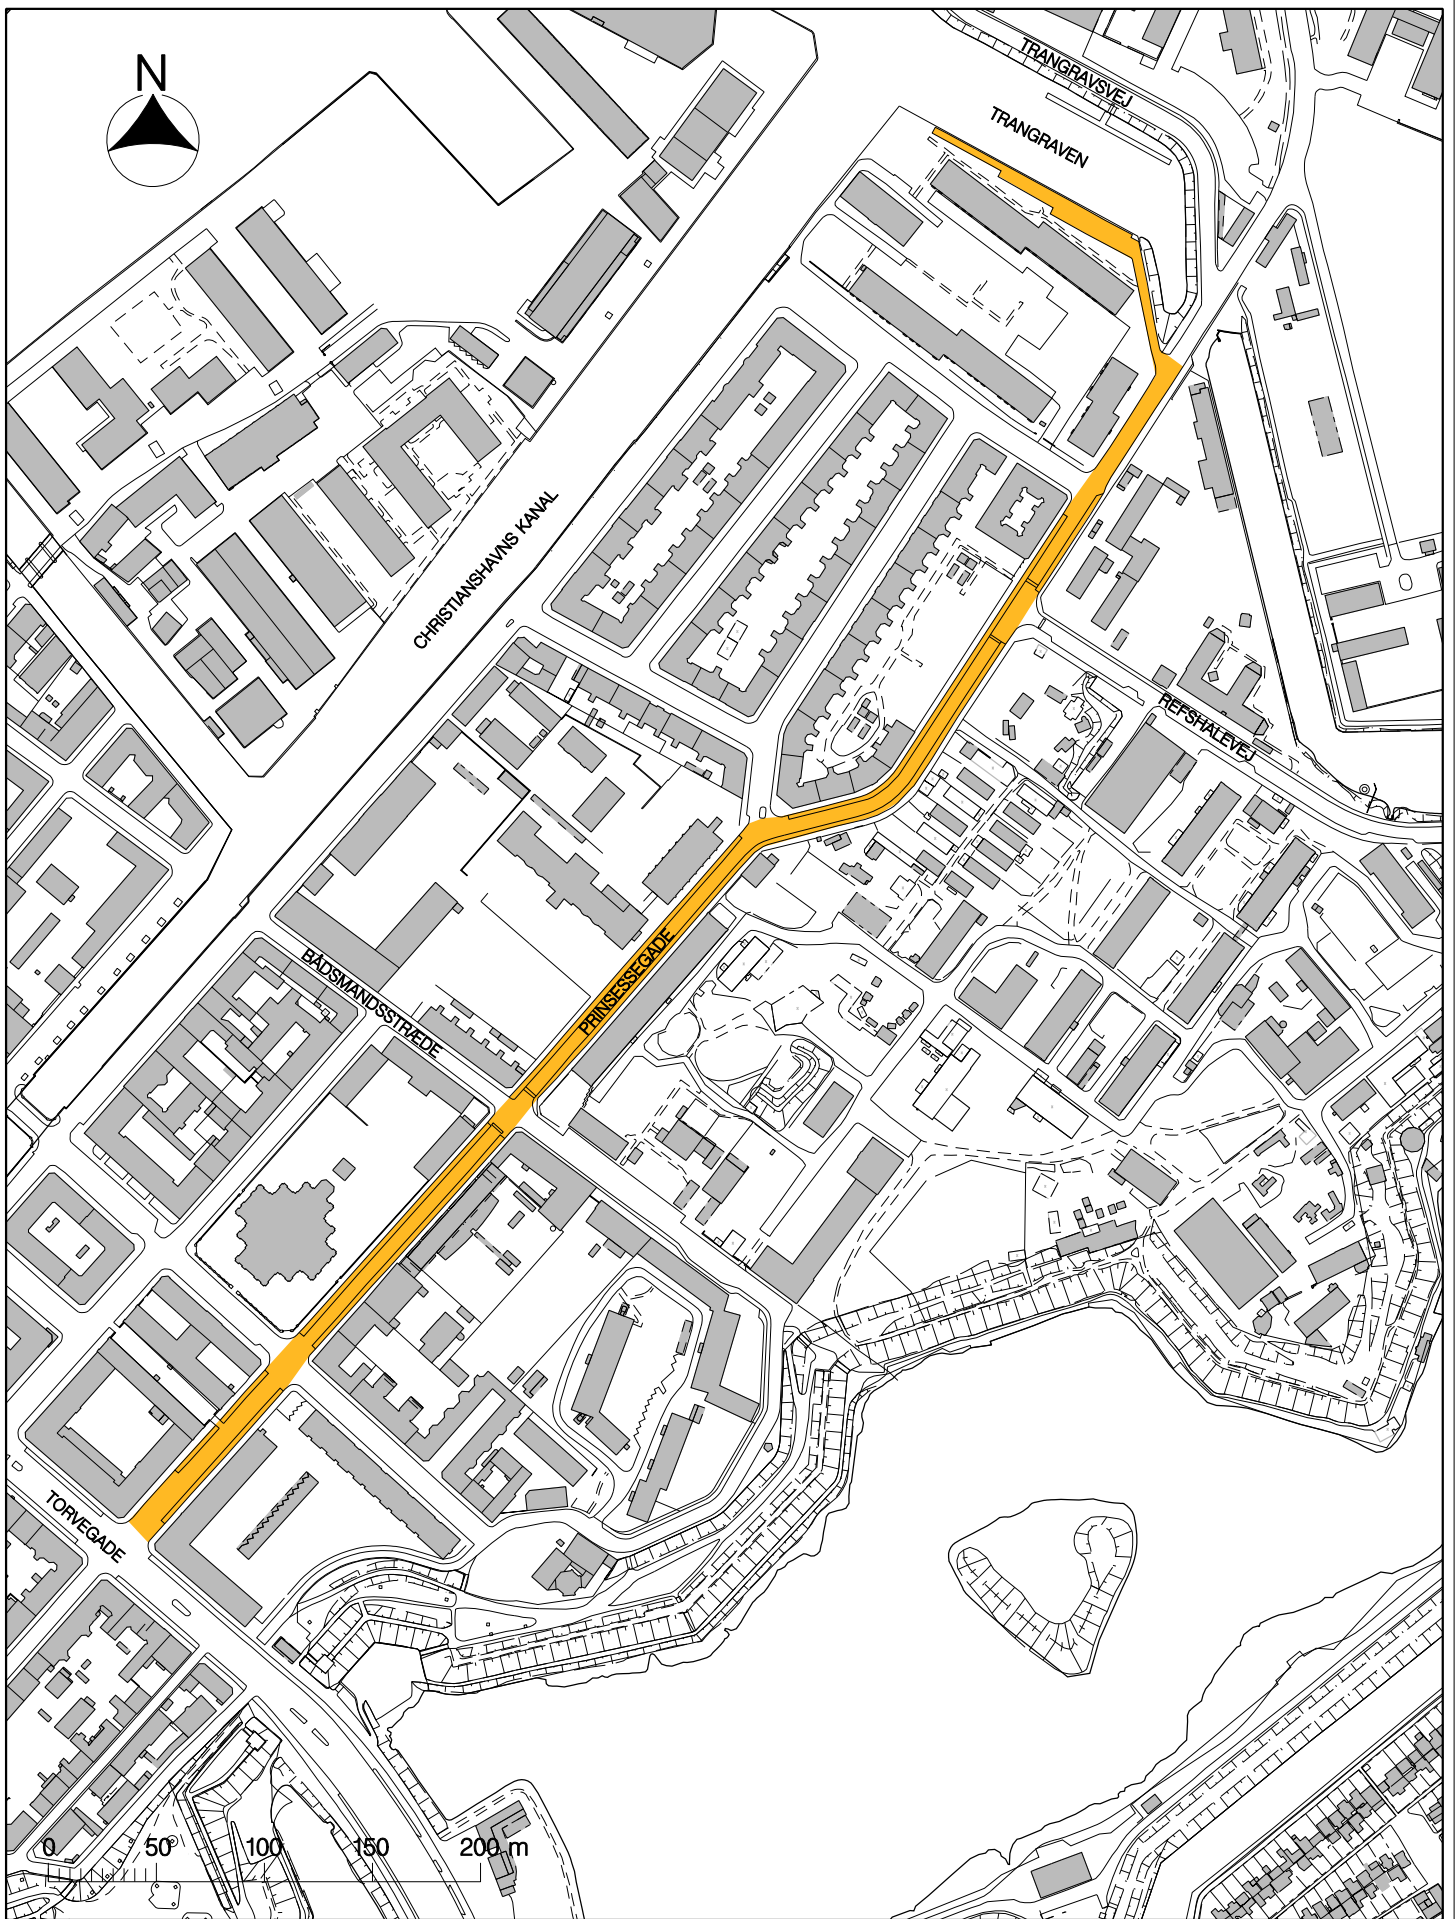 N
TRANGRAVSVEJ
TRANGRAVEN
CHRISTIANSHAVNS KANAL
REFSHALEVEJ
PRINSESSEGADE
BÅDSMANDSSTRÆDE
TORVEGADE
0 50 100 150 200 m